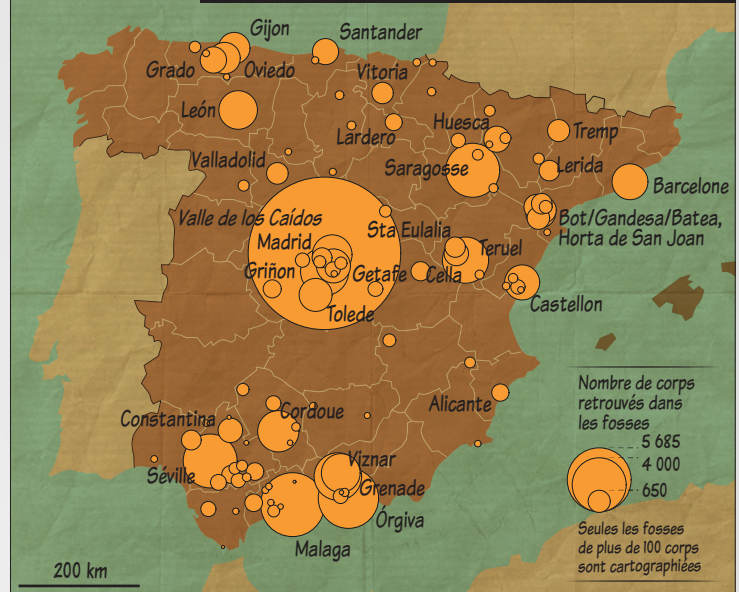 Gijon
Santander
Grado
Oviedo
Vitoria
León
Lardero
Huesca
Tremp
Valladolid
Saragosse
Lerida
Barcelone
Valle de los Caídos
Sta Eulalia
Bot/Gandesa/Batea,
Horta de San Joan
Madrid
Teruel
Griñon
Getafe
Cella
Castellon
Tolede
Nombre de corps
retrouvés dans
les fosses
5 685
4 000
650
Seules les fosses
de plus de 100 corps
sont cartographiées
Constantina
Cordoue
Alicante
Séville
Viznar
Grenade
Órgiva
Malaga
200 km